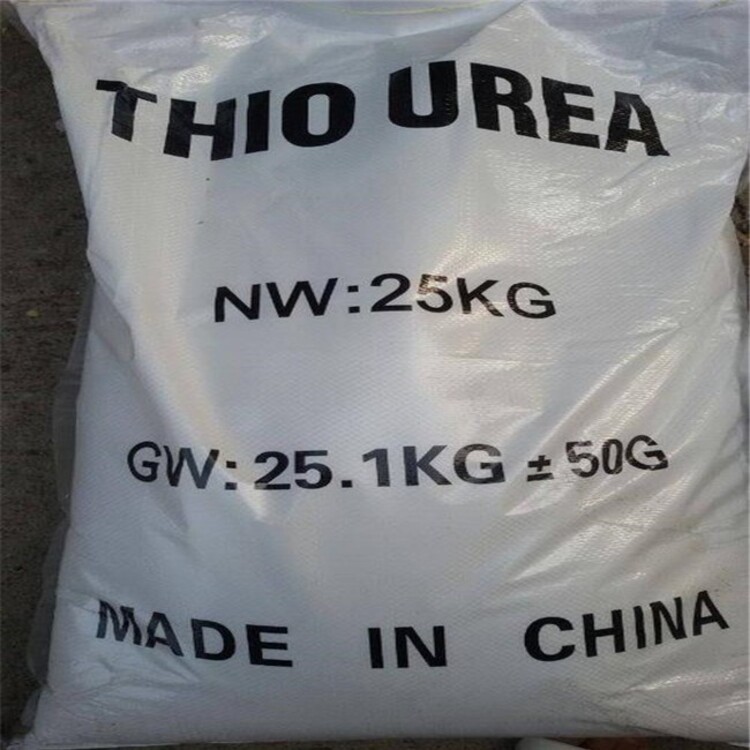 THIO UREA
NW:25KG
GW:25.1KG ± 50G
MADE IN CHINA